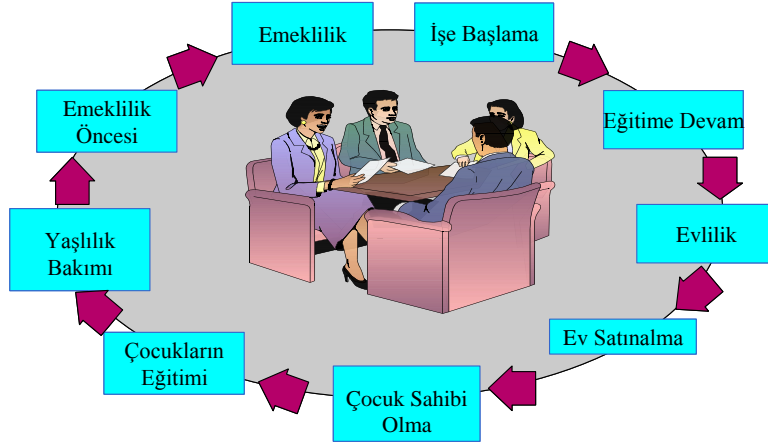 İşe Başlama
Eğitime Devam
Evlilik
Ev Satınalma
Çocuk Sahibi
Olma
Çocukların
Eğitimi
Yaşlılık
Bakımı
Emeklilik
Öncesi
Emeklilik